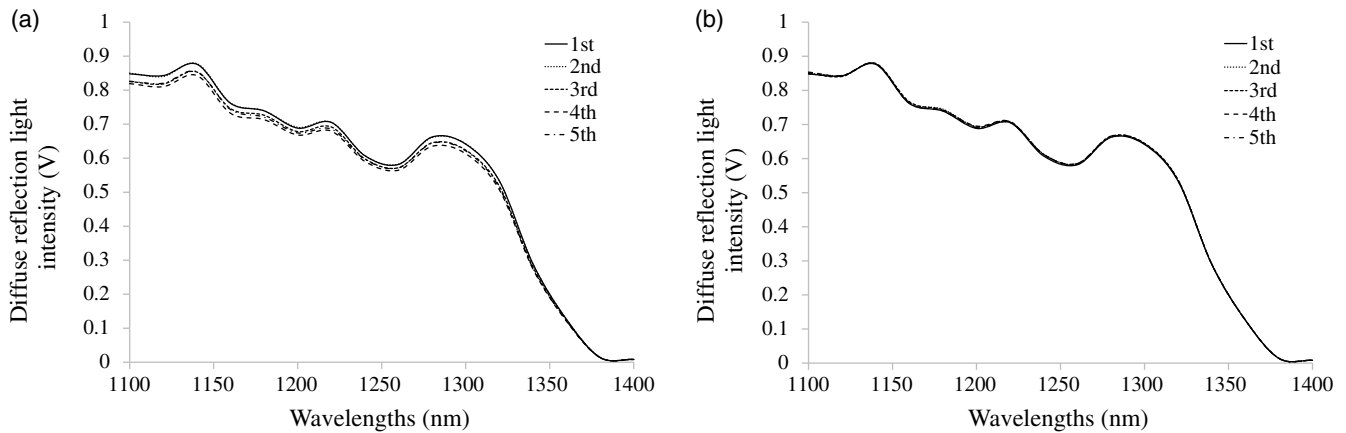 (a)
Diffuse reflection light
intensity (V)
1
0.9
0.8
0.7
0.6
0.5
0.4
0.3
0.2
0.1
0
1100 1150 1200 1250 1300 1350 1400
Wavelengths (nm)
1st
2nd
3rd
4th
5th
(b)
Diffuse reflection light
intensity (V)
1
0.9
0.8
0.7
0.6
0.5
0.4
0.3
0.2
0.1
0
1100 1150 1200 1250 1300 1350 1400
Wavelengths (nm)
1st
2nd
3rd
4th
5th